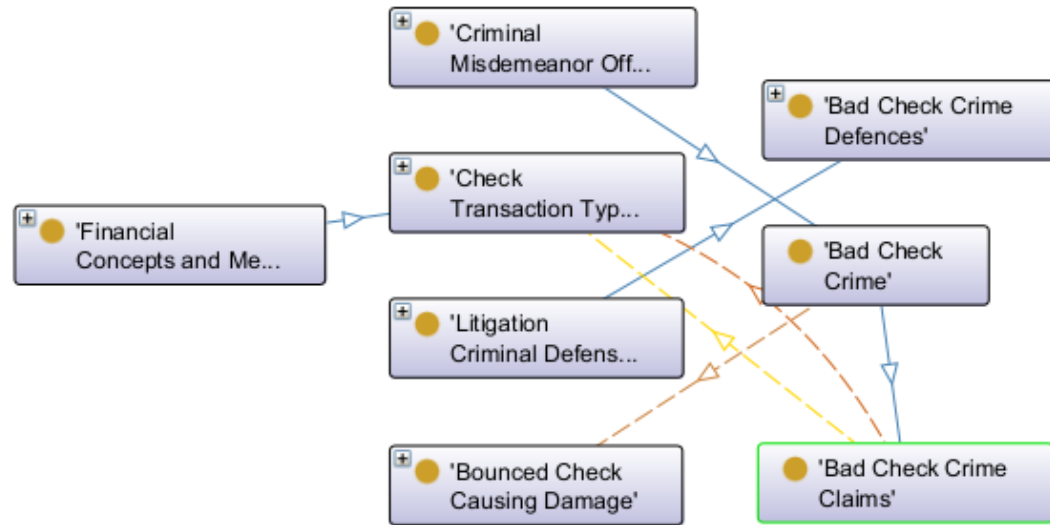 'Criminal
Misdemeanor Off...
'Bad Check Crime
Defences'
'Check
Transaction Typ...
'Financial
Concepts and Me...
'Bad Check
Crime'
'Litigation
Criminal Defens...
'Bounced Check
Causing Damage'
'Bad Check Crime
Claims'